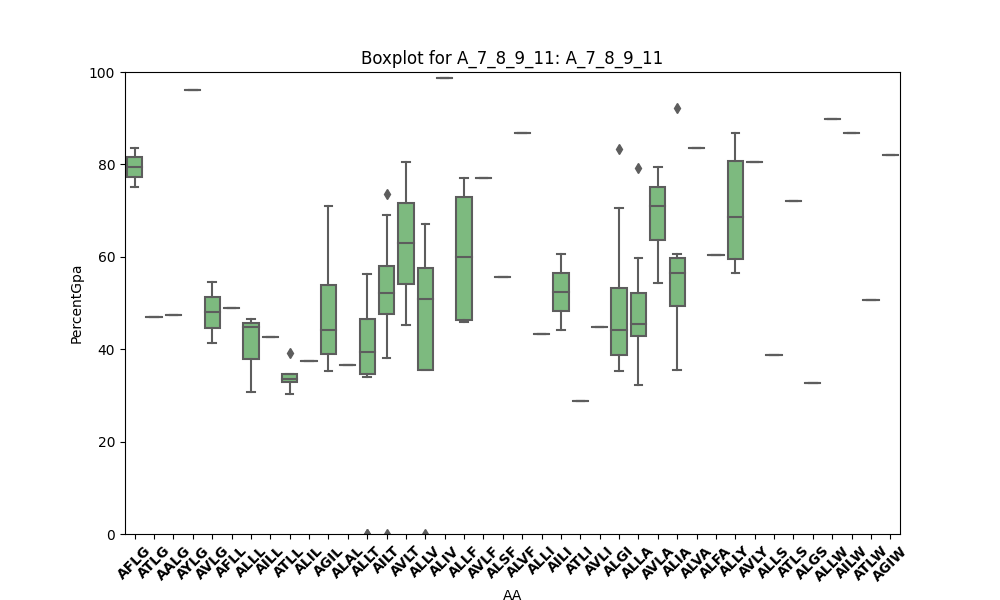 Boxplot for A_7_8_9_11: A_7_8_9_11
PercentGpa
100
80
60
40
20
0
AFLG ATLG AALG AYLG AVLG AFLL ALLL AILL ATLL ALIL AGIL ALAL ALLT AILT AVLT ALLV ALIV ALLF AVLF ALSF ALVF ALLI AILI ATLI AVLI ALGI ALLA AVLA ALIA ALVA ALFA ALLY AVLY ALLS ATLS ALGS ALLW AILW ATLW AGIW
AA